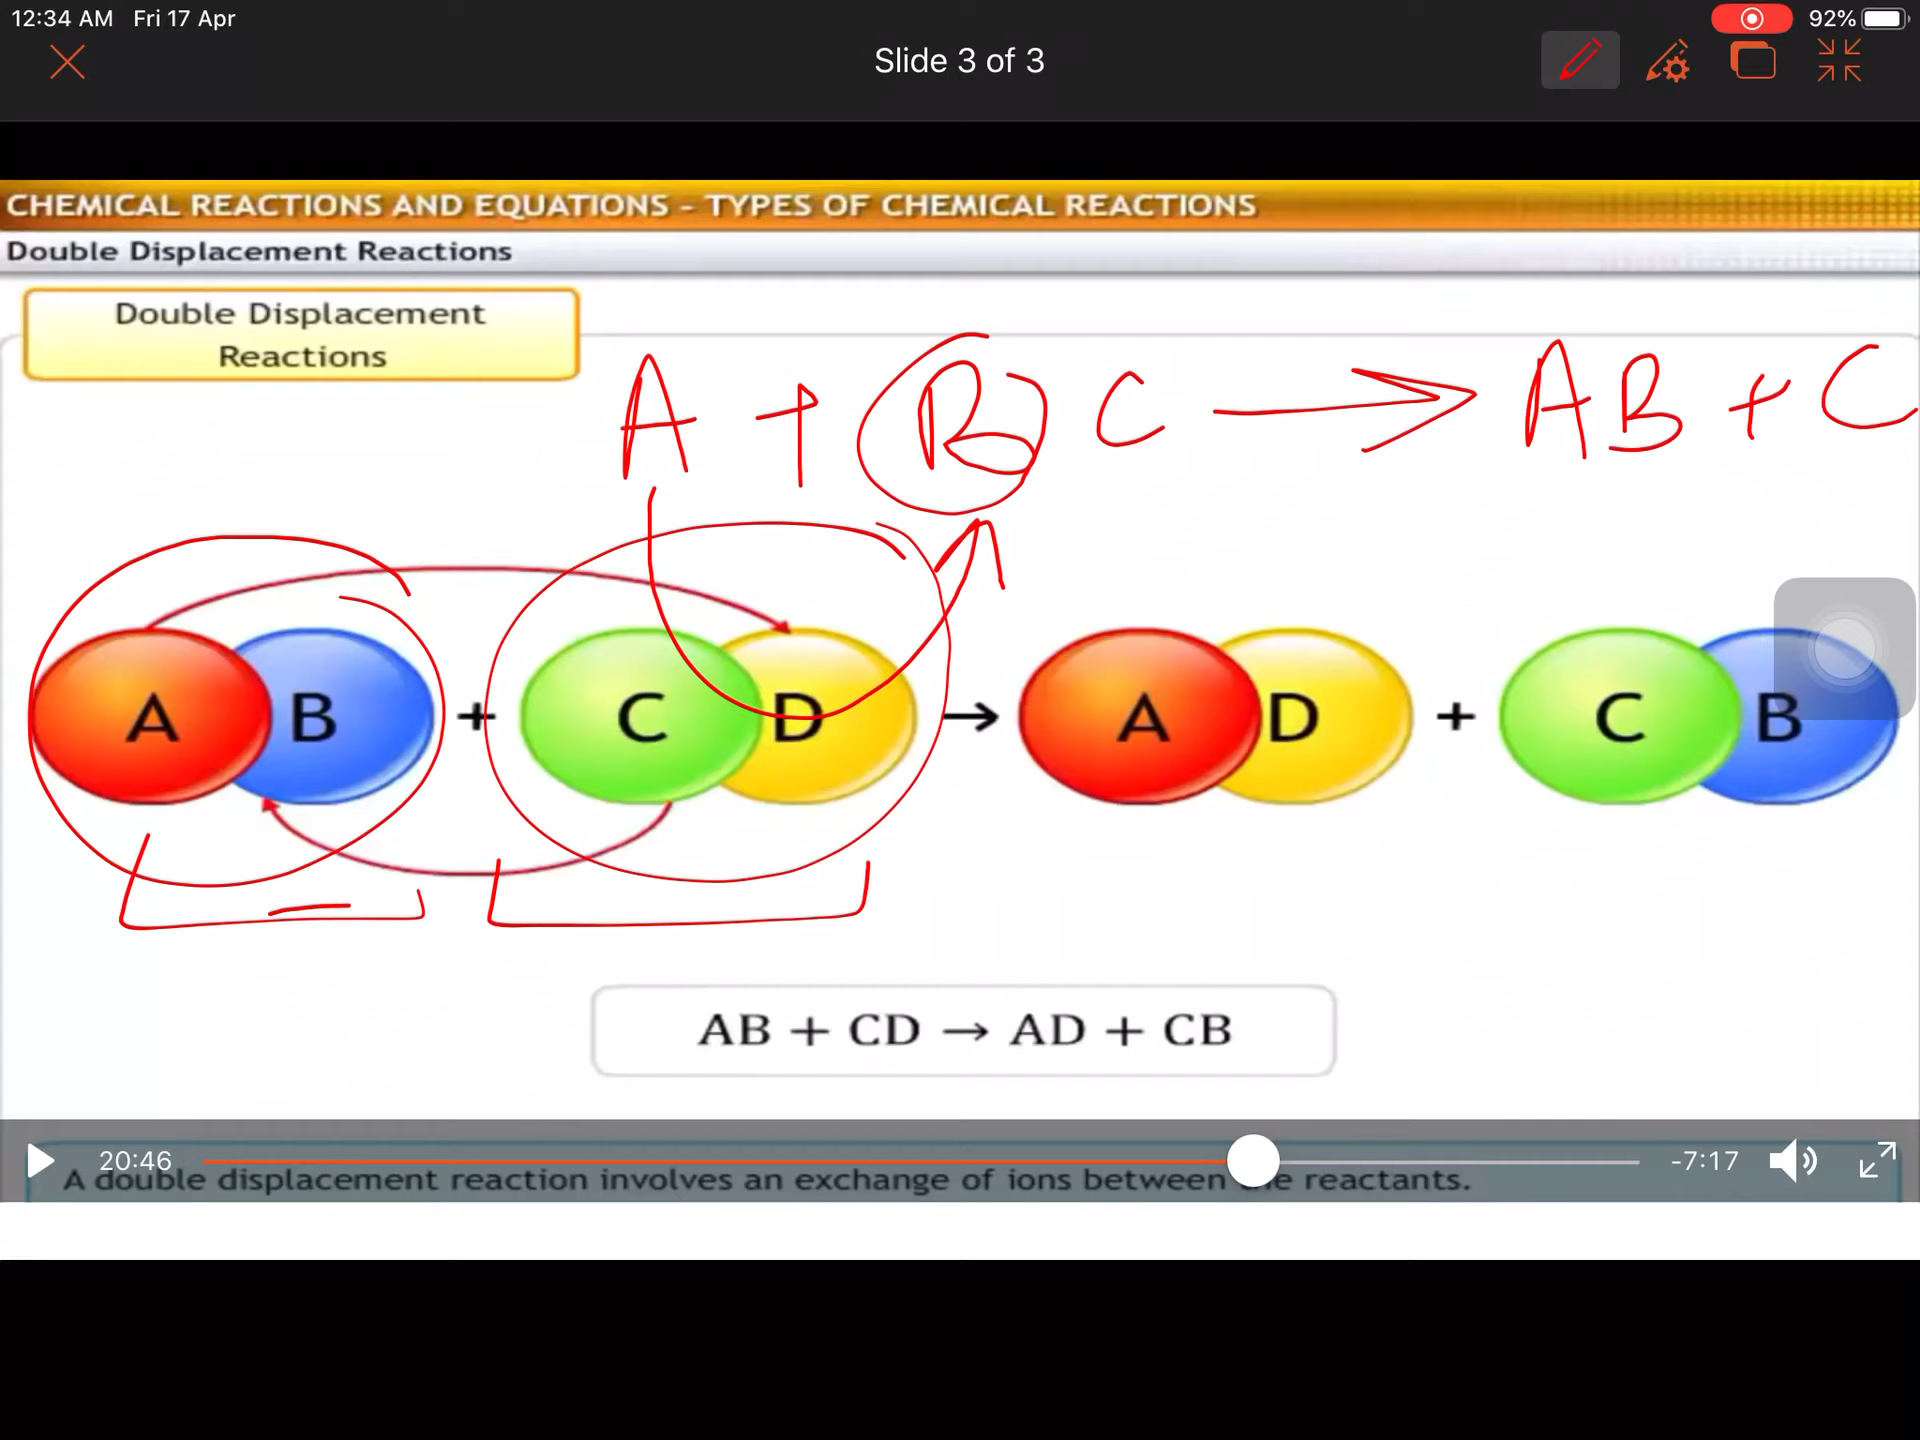 12:34 AM Fri 17 Apr
92%
Slide 3 of 3
CHEMICAL REACTIONS AND EQUATIONS - TYPES OF CHEMICAL REACTIONS
Double Displacement Reactions
Double Displacement
Reactions
A + B C → AB + C
A B + C D → A D + C B
AB + CD → AD + CB
20:46 -7:17
A double displacement reaction involves an exchange of ions between the reactants.